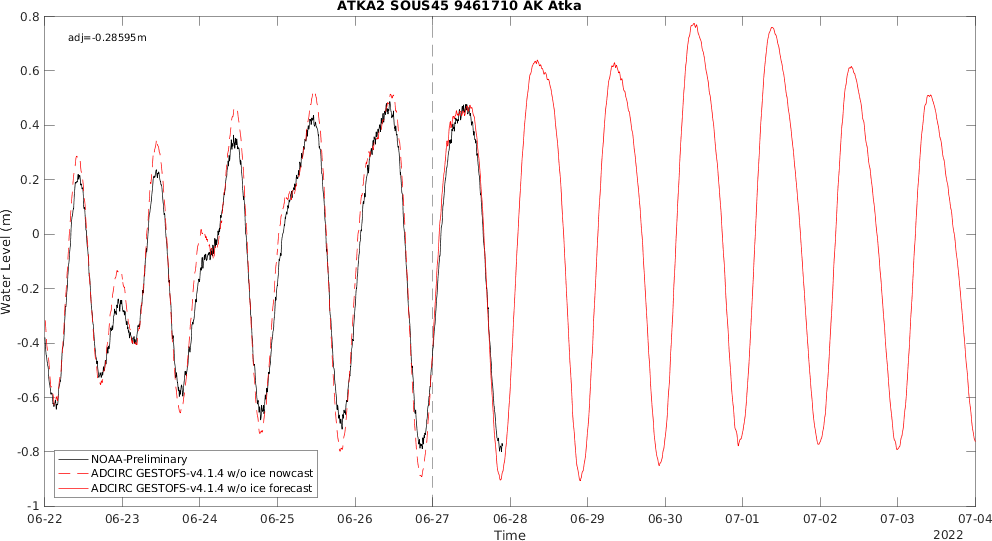 ATKA2 SOUS45 9461710 AK Atka
adj=-0.28595m
0.8
0.6
0.4
0.2
0
-0.2
-0.4
-0.6
-0.8
-1
Water Level (m)
NOAA-Preliminary
ADCIRC GESTOFS-v4.1.4 w/o ice nowcast
ADCIRC GESTOFS-v4.1.4 w/o ice forecast
06-22 06-23 06-24 06-25 06-26 06-27 06-28 06-29 06-30 07-01 07-02 07-03 07-04
Time
2022